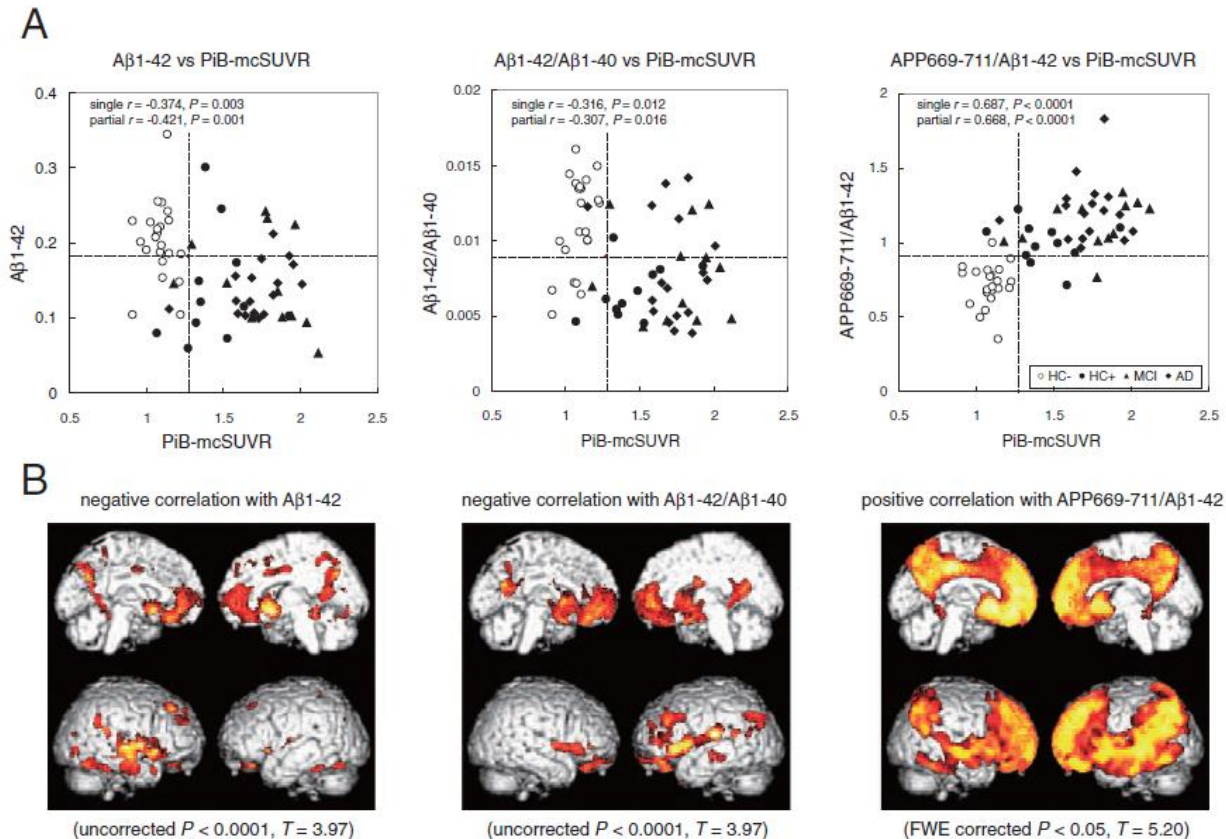 A
Aβ1-42 vs PiB-mcSUVR
single r = -0.374, P = 0.003
partial r = -0.421, P = 0.001
0.4
0.3
0.2
0.1
0
Aβ1-42
0.5 1 1.5 2 2.5
PiB-mcSUVR
Aβ1-42/Aβ1-40 vs PiB-mcSUVR
single r = -0.316, P = 0.012
partial r = -0.307, P = 0.016
0.02
0.015
0.01
0.005
0
Aβ1-42/Aβ1-40
0.5 1 1.5 2 2.5
PiB-mcSUVR
APP669-711/Aβ1-42 vs PiB-mcSUVR
single r = 0.687, P < 0.0001
partial r = 0.668, P < 0.0001
2
1.5
1
0.5
0
APP669-711/Aβ1-42
HC- HC+ MCI AD
0.5 1 1.5 2 2.5
PiB-mcSUVR
B
negative correlation with Aβ1-42
(uncorrected P < 0.0001, T = 3.97)
negative correlation with Aβ1-42/Aβ1-40
(uncorrected P < 0.0001, T = 3.97)
positive correlation with APP669-711/Aβ1-42
(FWE corrected P < 0.05, T = 5.20)